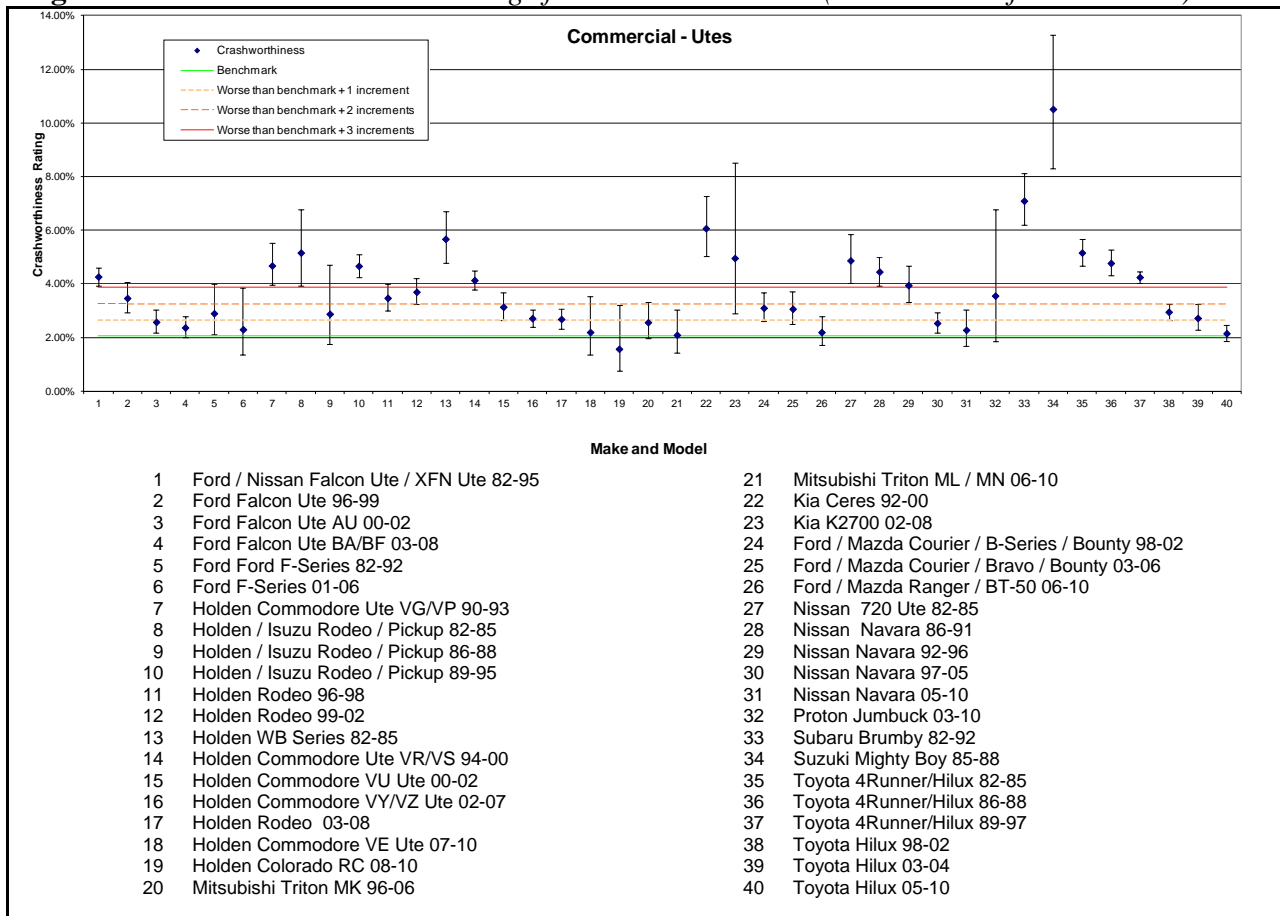 14.00%
Commercial - Utes
Crashworthiness
Benchmark
Worse than benchmark + 1 increment
Worse than benchmark + 2 increments
Worse than benchmark + 3 increments
12.00%
10.00%
8.00%
6.00%
4.00%
2.00%
0.00%
Crashworthiness Rating
1 2 3 4 5 6 7 8 9 10 11 12 13 14 15 16 17 18 19 20 21 22 23 24 25 26 27 28 29 30 31 32 33 34 35 36 37 38 39 40
Make and Model
1 Ford / Nissan Falcon Ute / XFN Ute 82-95
2 Ford Falcon Ute 96-99
3 Ford Falcon Ute AU 00-02
4 Ford Falcon Ute BA/BF 03-08
5 Ford Ford F-Series 82-92
6 Ford F-Series 01-06
7 Holden Commodore Ute VG/VP 90-93
8 Holden / Isuzu Rodeo / Pickup 82-85
9 Holden / Isuzu Rodeo / Pickup 86-88
10 Holden / Isuzu Rodeo / Pickup 89-95
11 Holden Rodeo 96-98
12 Holden Rodeo 99-02
13 Holden WB Series 82-85
14 Holden Commodore Ute VR/VS 94-00
15 Holden Commodore VU Ute 00-02
16 Holden Commodore VY/VZ Ute 02-07
17 Holden Rodeo 03-08
18 Holden Commodore VE Ute 07-10
19 Holden Colorado RC 08-10
20 Mitsubishi Triton MK 96-06
21 Mitsubishi Triton ML / MN 06-10
22 Kia Ceres 92-00
23 Kia K2700 02-08
24 Ford / Mazda Courier / B-Series / Bounty 98-02
25 Ford / Mazda Courier / Bravo / Bounty 03-06
26 Ford / Mazda Ranger / BT-50 06-10
27 Nissan 720 Ute 82-85
28 Nissan Navara 86-91
29 Nissan Navara 92-96
30 Nissan Navara 97-05
31 Nissan Navara 05-10
32 Proton Jumbuck 03-10
33 Subaru Brumby 82-92
34 Suzuki Mighty Boy 85-88
35 Toyota 4Runner/Hilux 82-85
36 Toyota 4Runner/Hilux 86-88
37 Toyota 4Runner/Hilux 89-97
38 Toyota Hilux 98-02
39 Toyota Hilux 03-04
40 Toyota Hilux 05-10